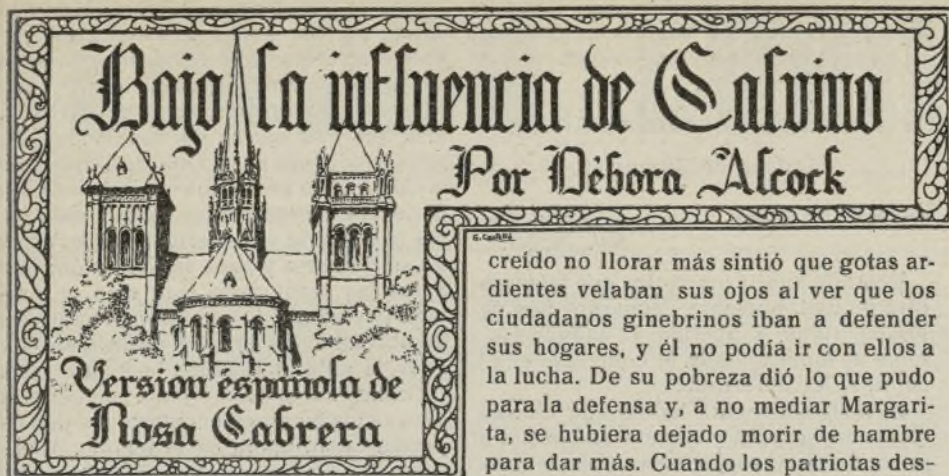 Bajo la influencia de Calvino
Por Débora Alcock
Versión española de
Rosa Cabrera
creído no llorar más sintió que gotas ar-
dientes velaban sus ojos al ver que los
ciudadanos ginebrinos iban a defender
sus hogares, y él no podía ir con ellos a
la lucha. De su pobreza dió lo que pudo
para la defensa y, a no mediar Margari-
ta, se hubiera dejado morir de hambre
para dar más. Cuando los patriotas des-